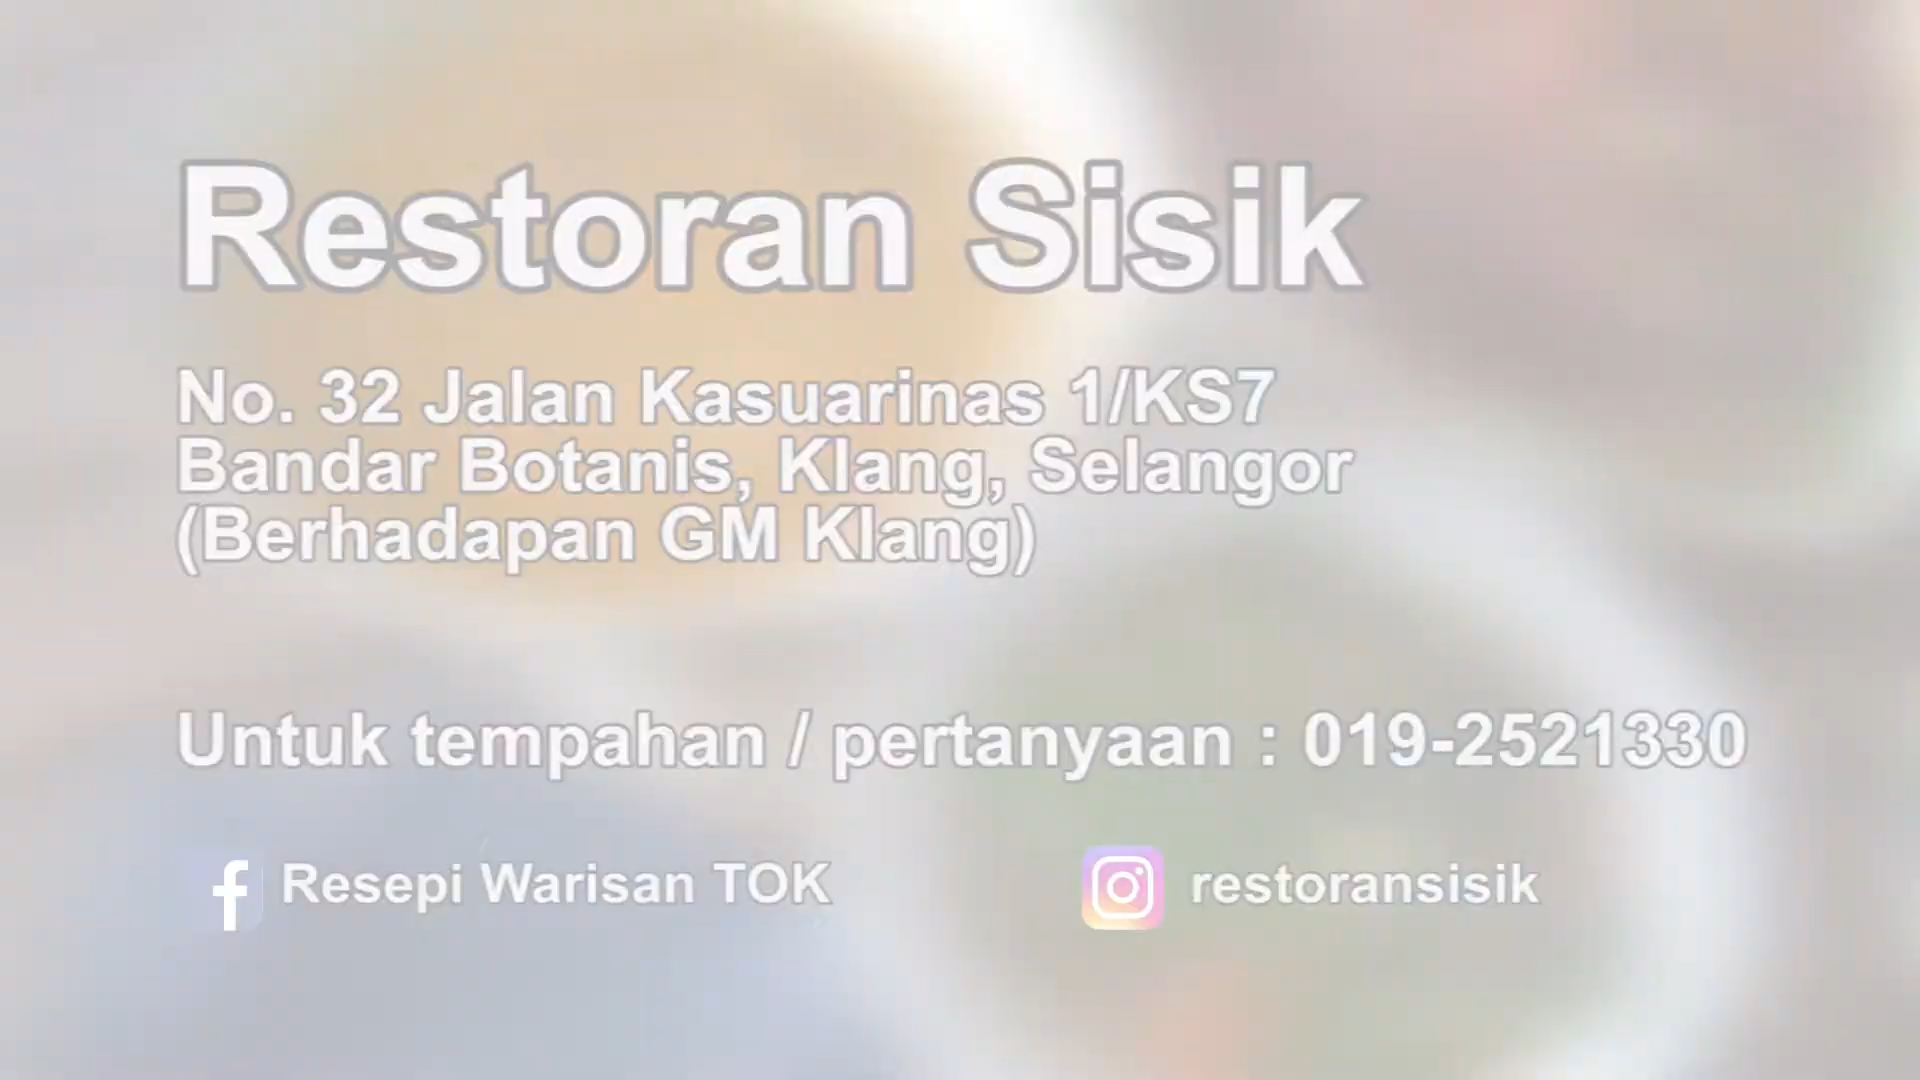 Restoran Sisik
No. 32 Jalan Kasuarinas 1/KS7
Bandar Botanis, Klang, Selangor
(Berhadapan GM Klang)
Untuk tempahan / pertanyaan : 019-2521330
Resepi Warisan TOK
restoransisik